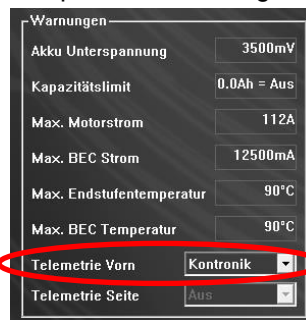 Warnungen
Akku Unterspannung 3500mV
Kapazitätslimit 0.0Ah = Aus
Max. Motorstrom 112A
Max. BEC Strom 12500mA
Max. Endstufentemperatur 90°C
Max. BEC Temperatur 90°C
Telemetrie Vorn Kontronik
Telemetrie Seite Aus